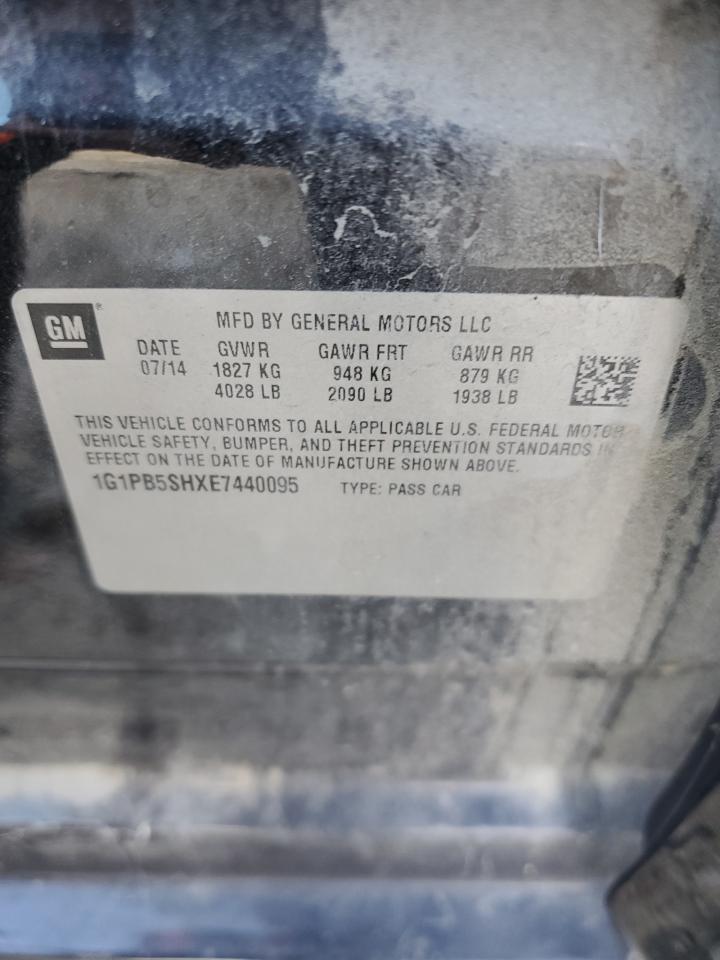 GM®
MFD BY GENERAL MOTORS LLC
DATE GVWR GAWR FRT GAWR RR
07/14 1827 KG 948 KG 879 KG
4028 LB 2090 LB 1938 LB
THIS VEHICLE CONFORMS TO ALL APPLICABLE U.S. FEDERAL MOTOR
VEHICLE SAFETY, BUMPER, AND THEFT PREVENTION STANDARDS IN
EFFECT ON THE DATE OF MANUFACTURE SHOWN ABOVE.
1G1PB5SHXE7440095 TYPE: PASS CAR